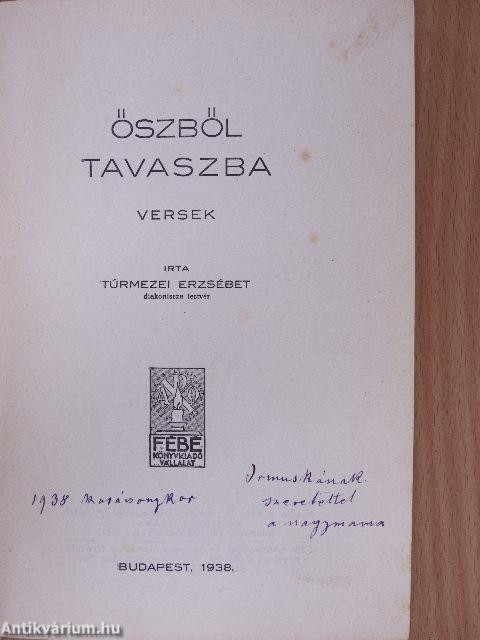 ŐSZBŐL
TAVASZBA
VERSEK
IRTA
TÚRMEZEI ERZSÉBET
diakonissza testvér
FÉBÉ
KÖNYVKIADÓ
VÁLLALAT
1938 karácsonykor
Irmuskának
szeretettel
a nagymama
BUDAPEST, 1938.
Antikvárium.hu